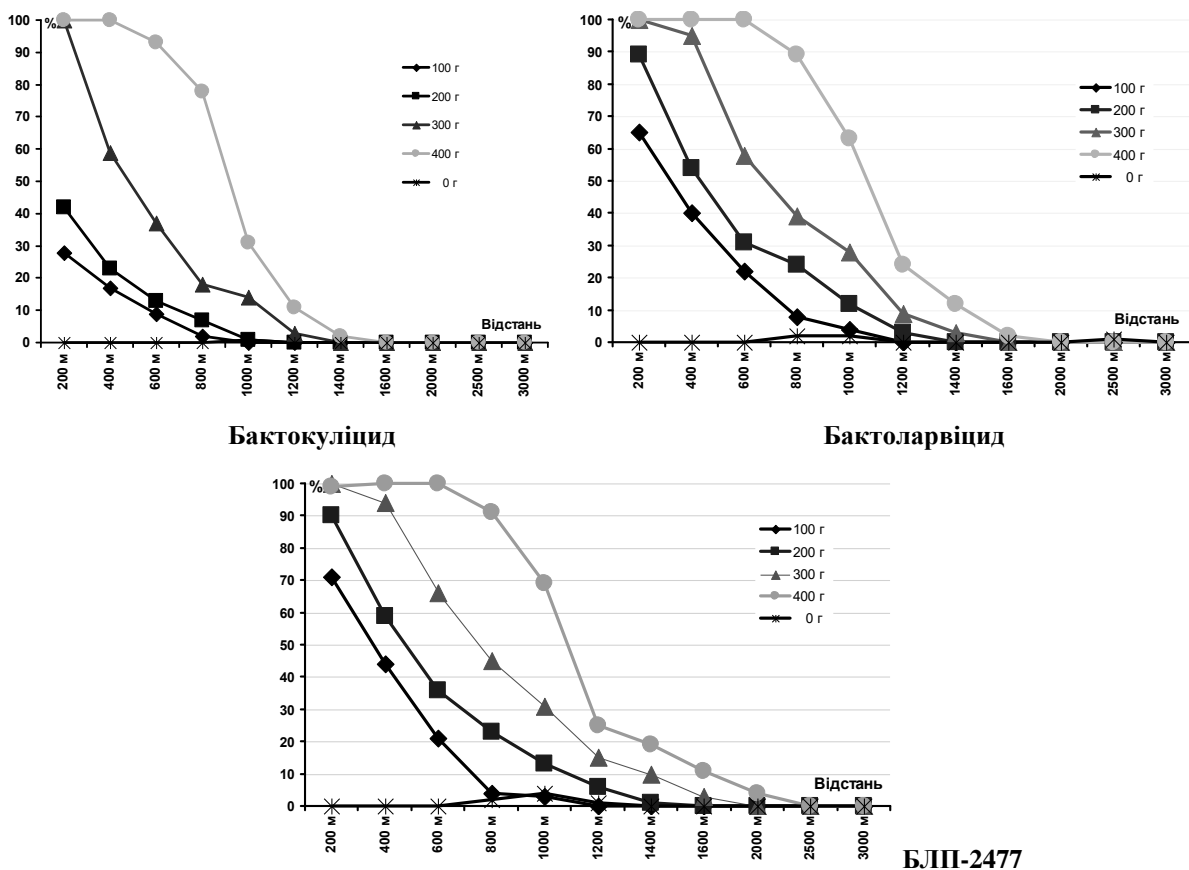 %
100
90
80
70
60
50
40
30
20
10
0
100 г
200 г
300 г
400 г
0 г
Відстань
200 м
400 м
600 м
800 м
1000 м
1200 м
1400 м
1600 м
2000 м
2500 м
3000 м
Бактокуліцид
%
100
90
80
70
60
50
40
30
20
10
0
100 г
200 г
300 г
400 г
0 г
Відстань
200 м
400 м
600 м
800 м
1000 м
1200 м
1400 м
1600 м
2000 м
2500 м
3000 м
Бактоларвіцид
%
100
90
80
70
60
50
40
30
20
10
0
100 г
200 г
300 г
400 г
0 г
Відстань
200 м
400 м
600 м
800 м
1000 м
1200 м
1400 м
1600 м
2000 м
2500 м
3000 м
БЛП-2477